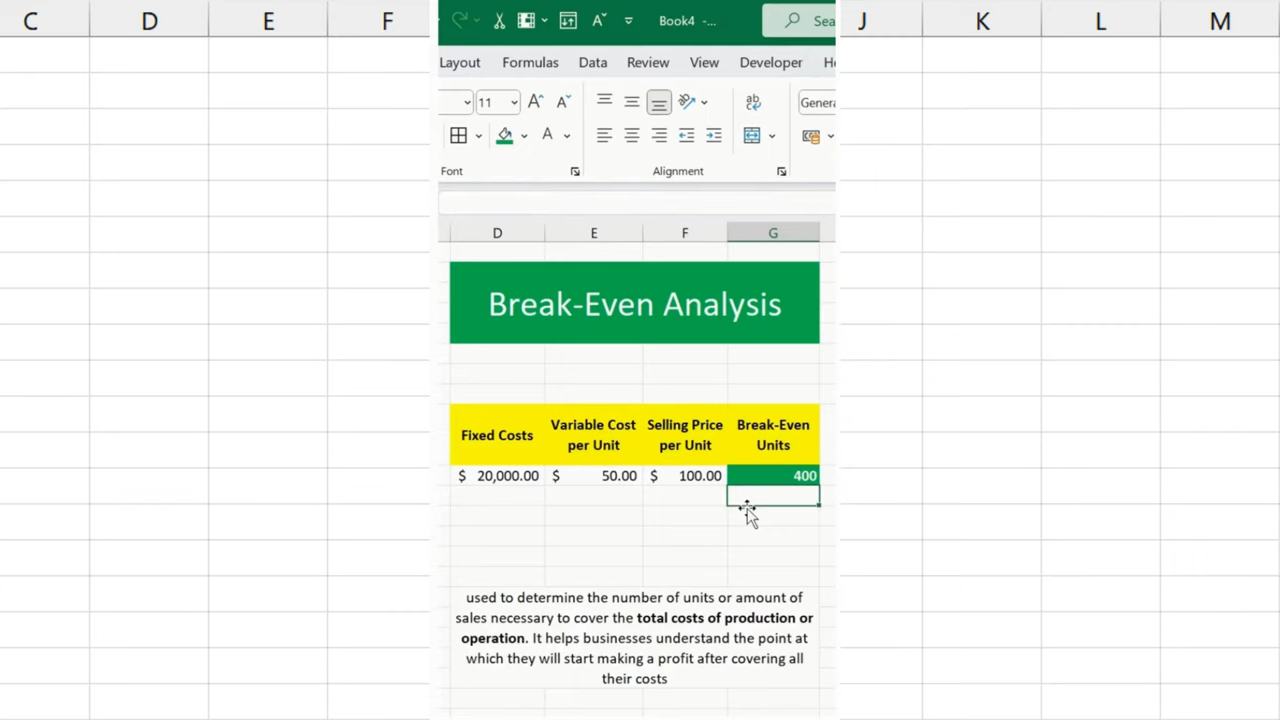 C D E F J K L M
Book4 -... Sea
Layout Formulas Data Review View Developer He
11 A A ab
A Genera
Font Alignment
D E F G
Break-Even Analysis
Fixed Costs Variable Cost per Unit Selling Price per Unit Break-Even Units
$ 20,000.00 $ 50.00 $ 100.00 400
used to determine the number of units or amount of
sales necessary to cover the total costs of production or
operation. It helps businesses understand the point at
which they will start making a profit after covering all
their costs